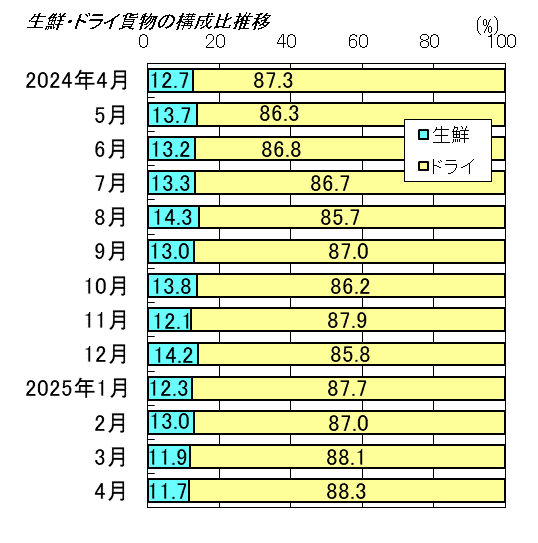 生鮮・ドライ貨物の構成比推移
(%)
0 20 40 60 80 100
2024年4月 12.7 87.3
5月 13.7 86.3
生鮮
6月 13.2 86.8
ドライ
7月 13.3 86.7
8月 14.3 85.7
9月 13.0 87.0
10月 13.8 86.2
11月 12.1 87.9
12月 14.2 85.8
2025年1月 12.3 87.7
2月 13.0 87.0
3月 11.9 88.1
4月 11.7 88.3